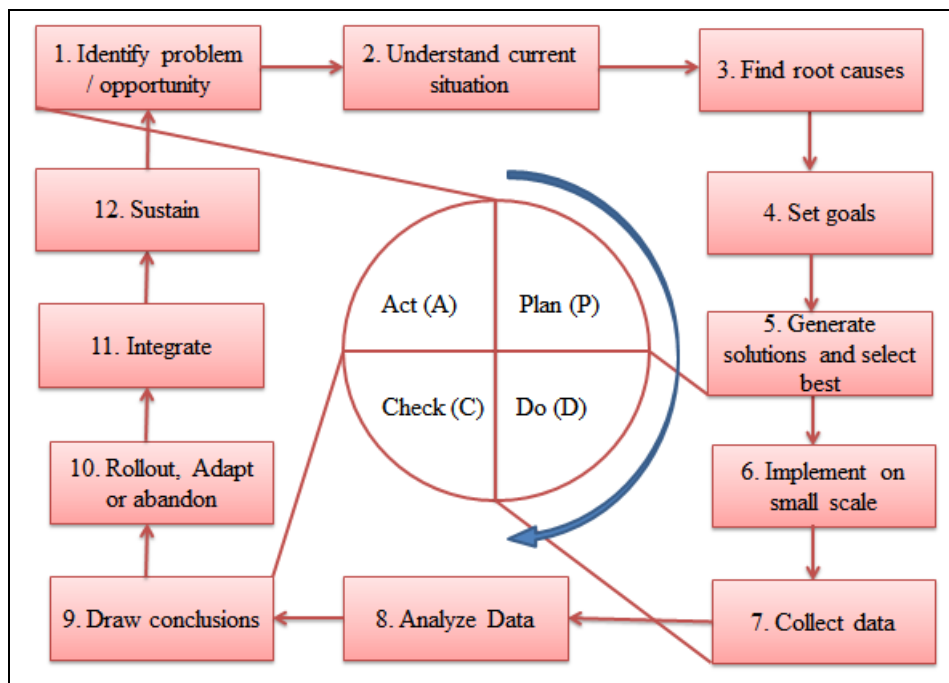 1. Identify problem
/ opportunity
2. Understand current
situation
3. Find root causes
4. Set goals
5. Generate
solutions and select
best
6. Implement on
small scale
7. Collect data
8. Analyze Data
9. Draw conclusions
10. Rollout, Adapt
or abandon
11. Integrate
12. Sustain
Act (A)
Plan (P)
Check (C)
Do (D)